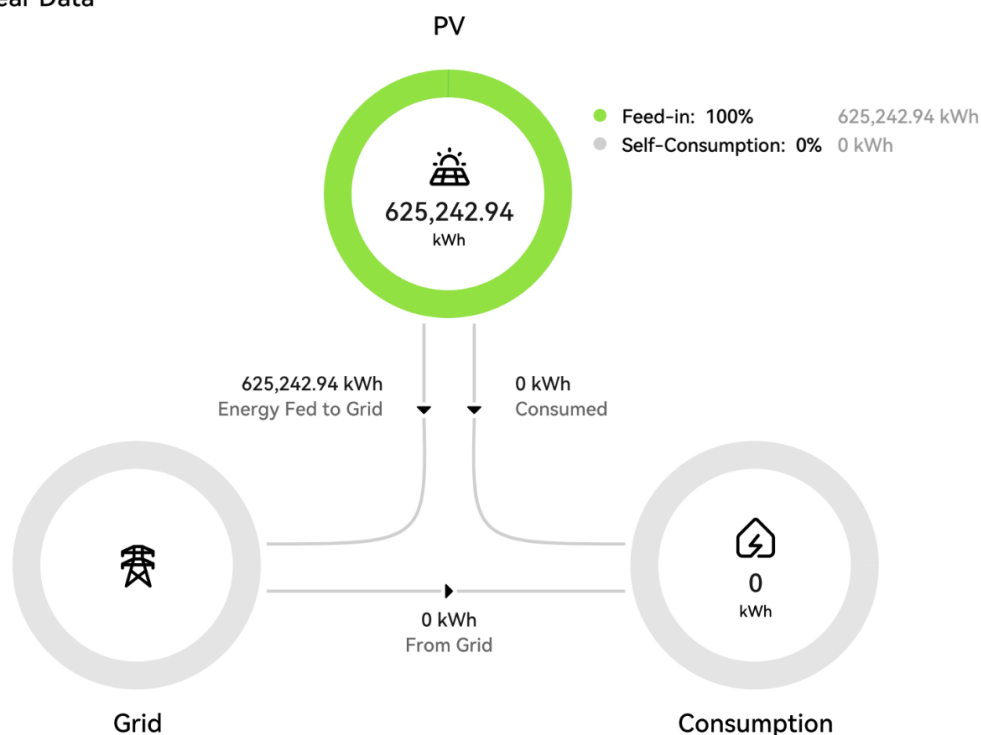 Data
PV
Feed-in: 100% 625,242.94 kWh
Self-Consumption: 0% 0 kWh
625,242.94
kWh
625,242.94 kWh
Energy Fed to Grid
0 kWh
Consumed
0
kWh
0 kWh
From Grid
Grid
Consumption